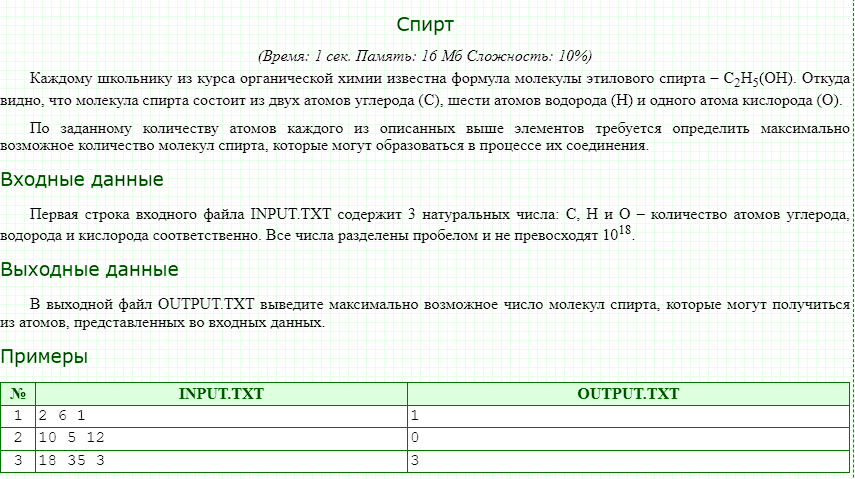 Спирт
(Время: 1 сек. Память: 16 Мб Сложность: 10%)
Каждому школьнику из курса органической химии известна формула молекулы этилового спирта – C2H5(OH). Откуда
видно, что молекула спирта состоит из двух атомов углерода (C), шести атомов водорода (H) и одного атома кислорода (O).
По заданному количеству атомов каждого из описанных выше элементов требуется определить максимально
возможное количество молекул спирта, которые могут образоваться в процессе их соединения.
Входные данные
Первая строка входного файла INPUT.TXT содержит 3 натуральных числа: C, H и O – количество атомов углерода,
водорода и кислорода соответственно. Все числа разделены пробелом и не превосходят 10^18.
Выходные данные
В выходной файл OUTPUT.TXT выведите максимально возможное число молекул спирта, которые могут получиться
из атомов, представленных во входных данных.
Примеры
№ INPUT.TXT OUTPUT.TXT
1 2 6 1 1
2 10 5 12 0
3 18 35 3 3